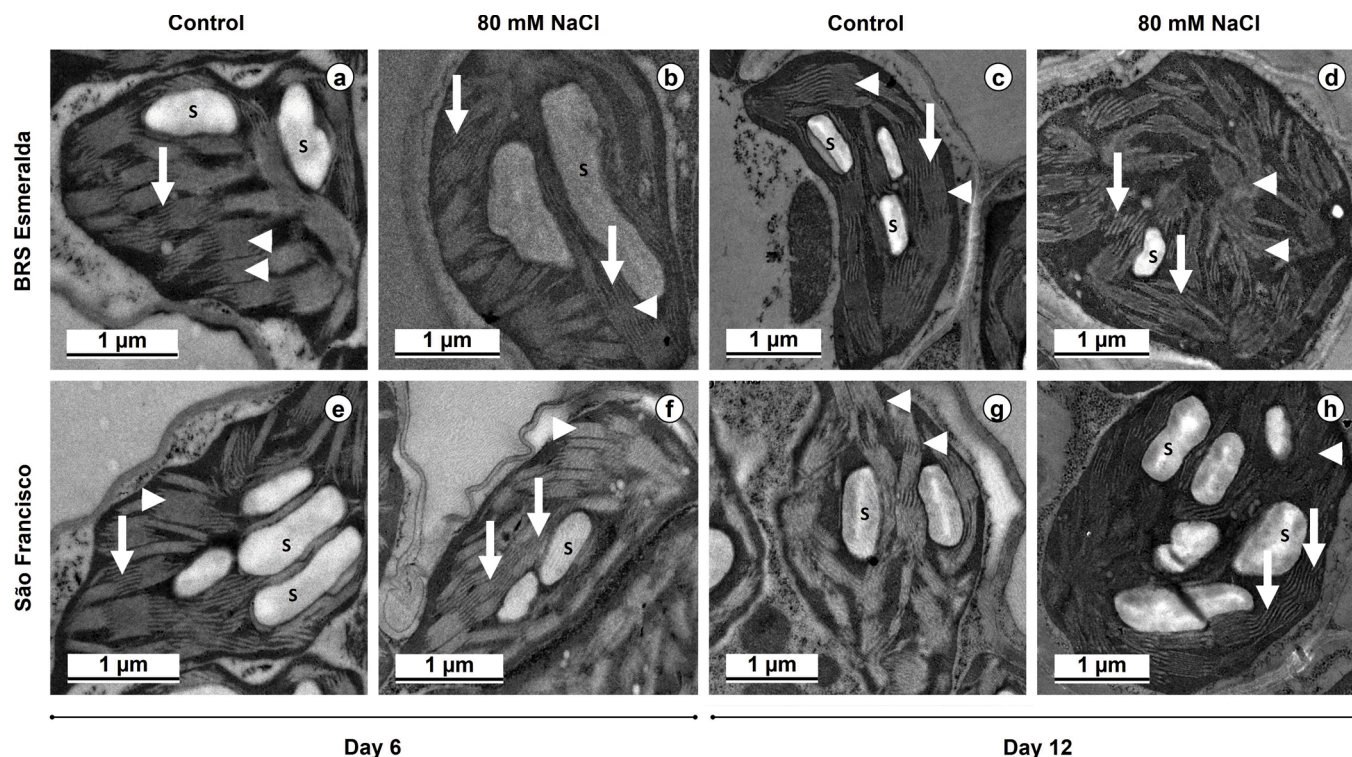 Control
80 mM NaCl
Control
80 mM NaCl
BRS Esmeralda
a
S
S
1 µm
b
S
1 µm
c
S
1 µm
d
S
1 µm
São Francisco
e
S
S
1 µm
f
S
1 µm
g
S
1 µm
h
S
1 µm
Day 6
Day 12